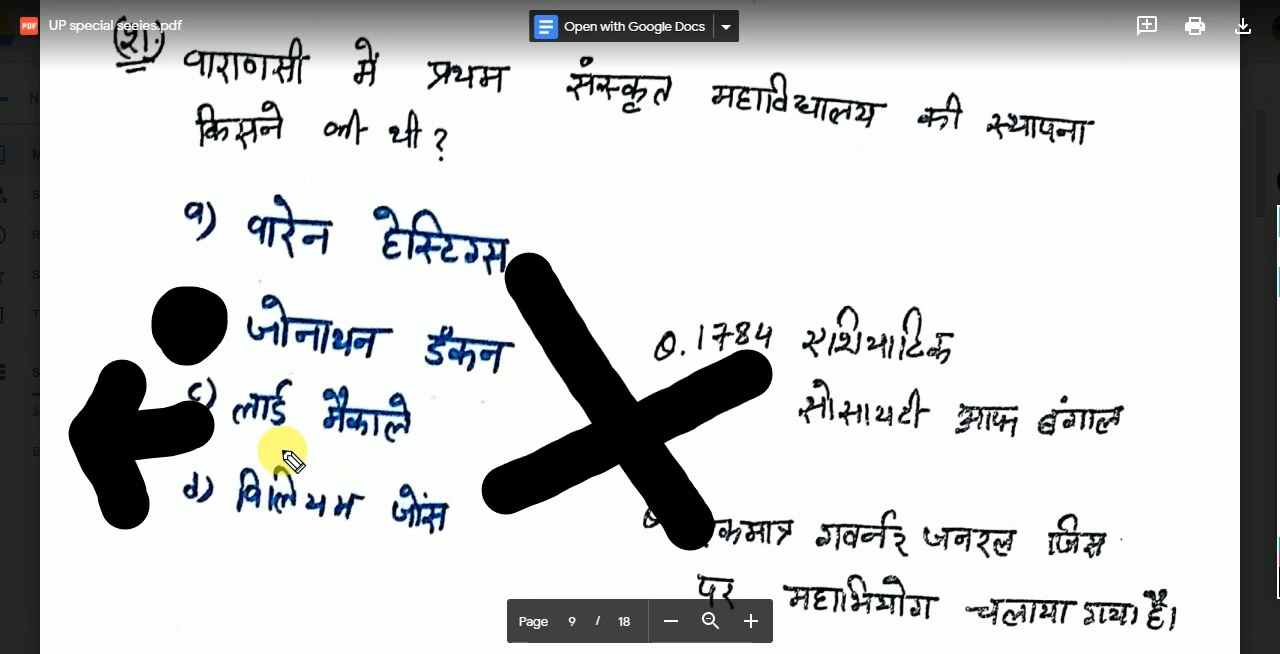 UP special seeies.pdf
Open with Google Docs
(21.)
वाराणसी में प्रथम संस्कृत महाविद्यालय की स्थापना
किसने की थी?
a) वारेन हेस्टिंग्स
जोनाथन डंकन
c) लार्ड मैकाले
d) विलियम जोंस
1784 एशियाटिक
सोसायटी आफ बंगाल
एकमात्र गवर्नर जनरल जिस
पर महाभियोग चलाया गया है।
Page 9 / 18